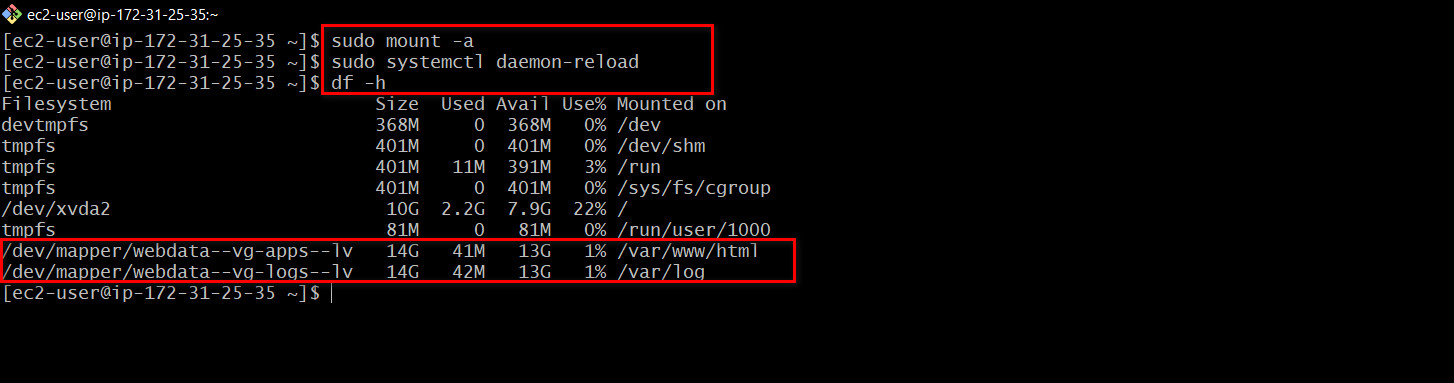 ec2-user@ip-172-31-25-35:~
[ec2-user@ip-172-31-25-35 ~]$ sudo mount -a
[ec2-user@ip-172-31-25-35 ~]$ sudo systemctl daemon-reload
[ec2-user@ip-172-31-25-35 ~]$ df -h
Filesystem                         Size  Used Avail Use% Mounted on
devtmpfs                           368M     0  368M   0% /dev
tmpfs                              401M     0  401M   0% /dev/shm
tmpfs                              401M   11M  391M   3% /run
tmpfs                              401M     0  401M   0% /sys/fs/cgroup
/dev/xvda2                          10G  2.2G  7.9G  22% /
tmpfs                               81M     0   81M   0% /run/user/1000
/dev/mapper/webdata--vg-apps--lv    14G   41M   13G   1% /var/www/html
/dev/mapper/webdata--vg-logs--lv    14G   42M   13G   1% /var/log
[ec2-user@ip-172-31-25-35 ~]$